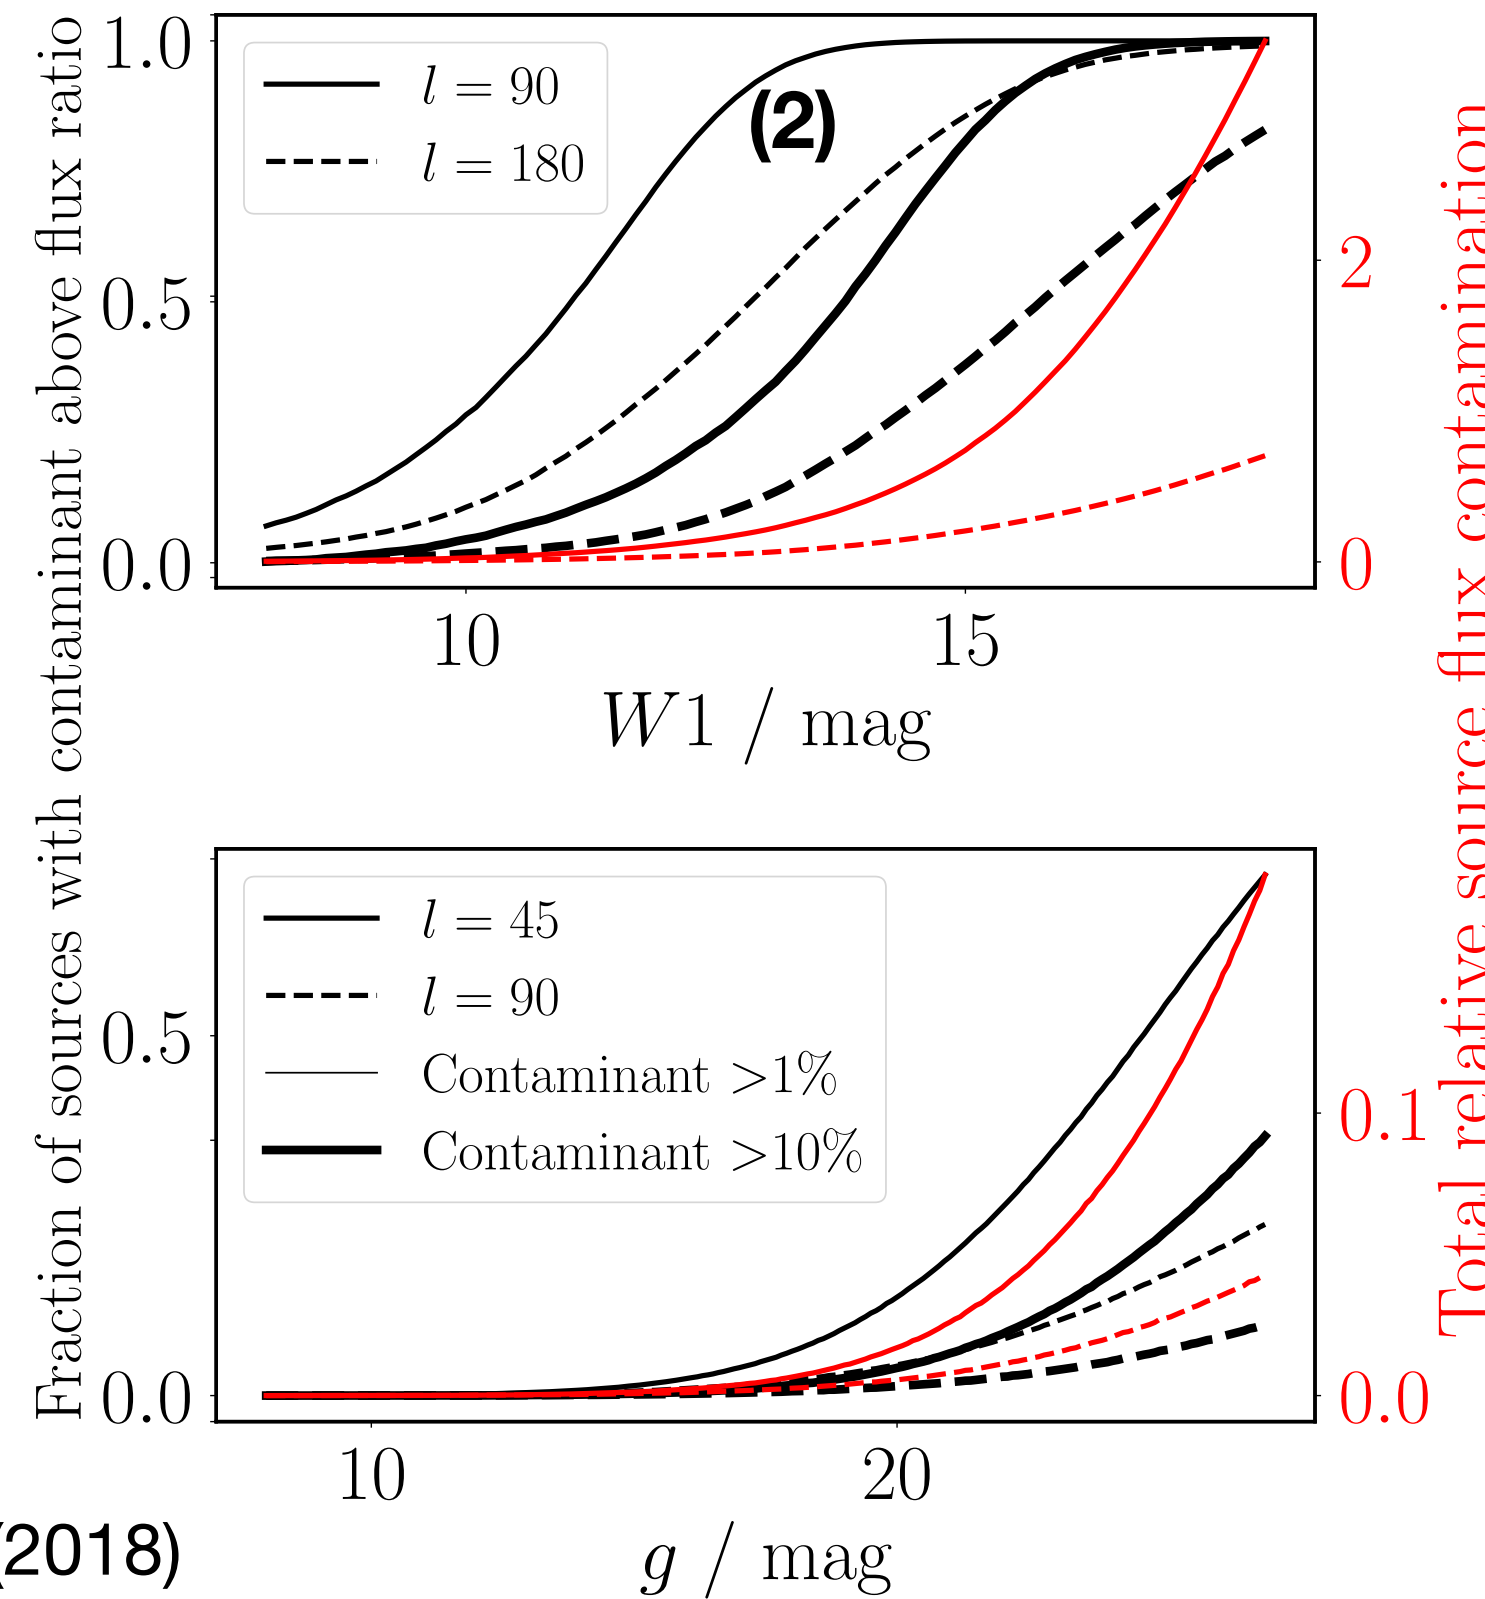 Fraction of sources with contaminant above flux ratio
1.0
0.5
0.0
l = 90
l = 180
(2)
2
0
10
15
W1 / mag
Total relative source flux contamination
l = 45
l = 90
Contaminant >1%
Contaminant >10%
0.5
0.0
0.1
0.0
10
20
g / mag
(2018)